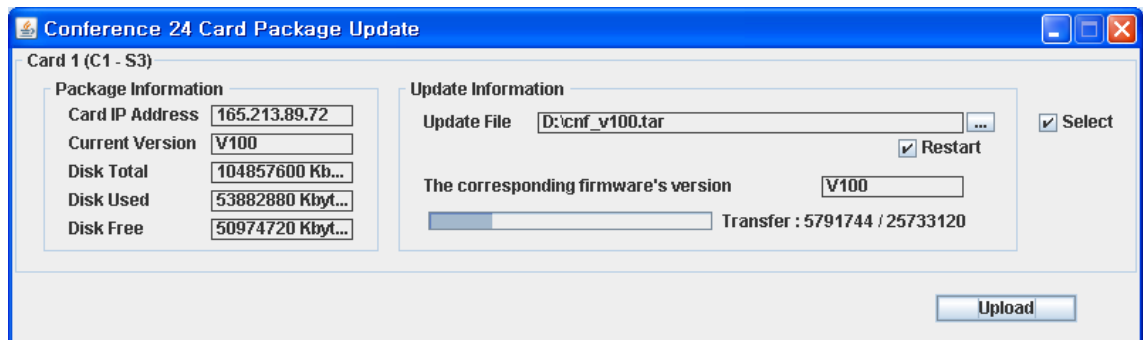 Conference 24 Card Package Update
Card 1 (C1 - S3)
Package Information
Card IP Address 165.213.89.72
Current Version V100
Disk Total 104857600 Kb...
Disk Used 53882880 Kbyt...
Disk Free 50974720 Kbyt...
Update Information
Update File D:\cnf_v100.tar ...
Restart
The corresponding firmware's version V100
Transfer : 5791744 / 25733120
Select
Upload